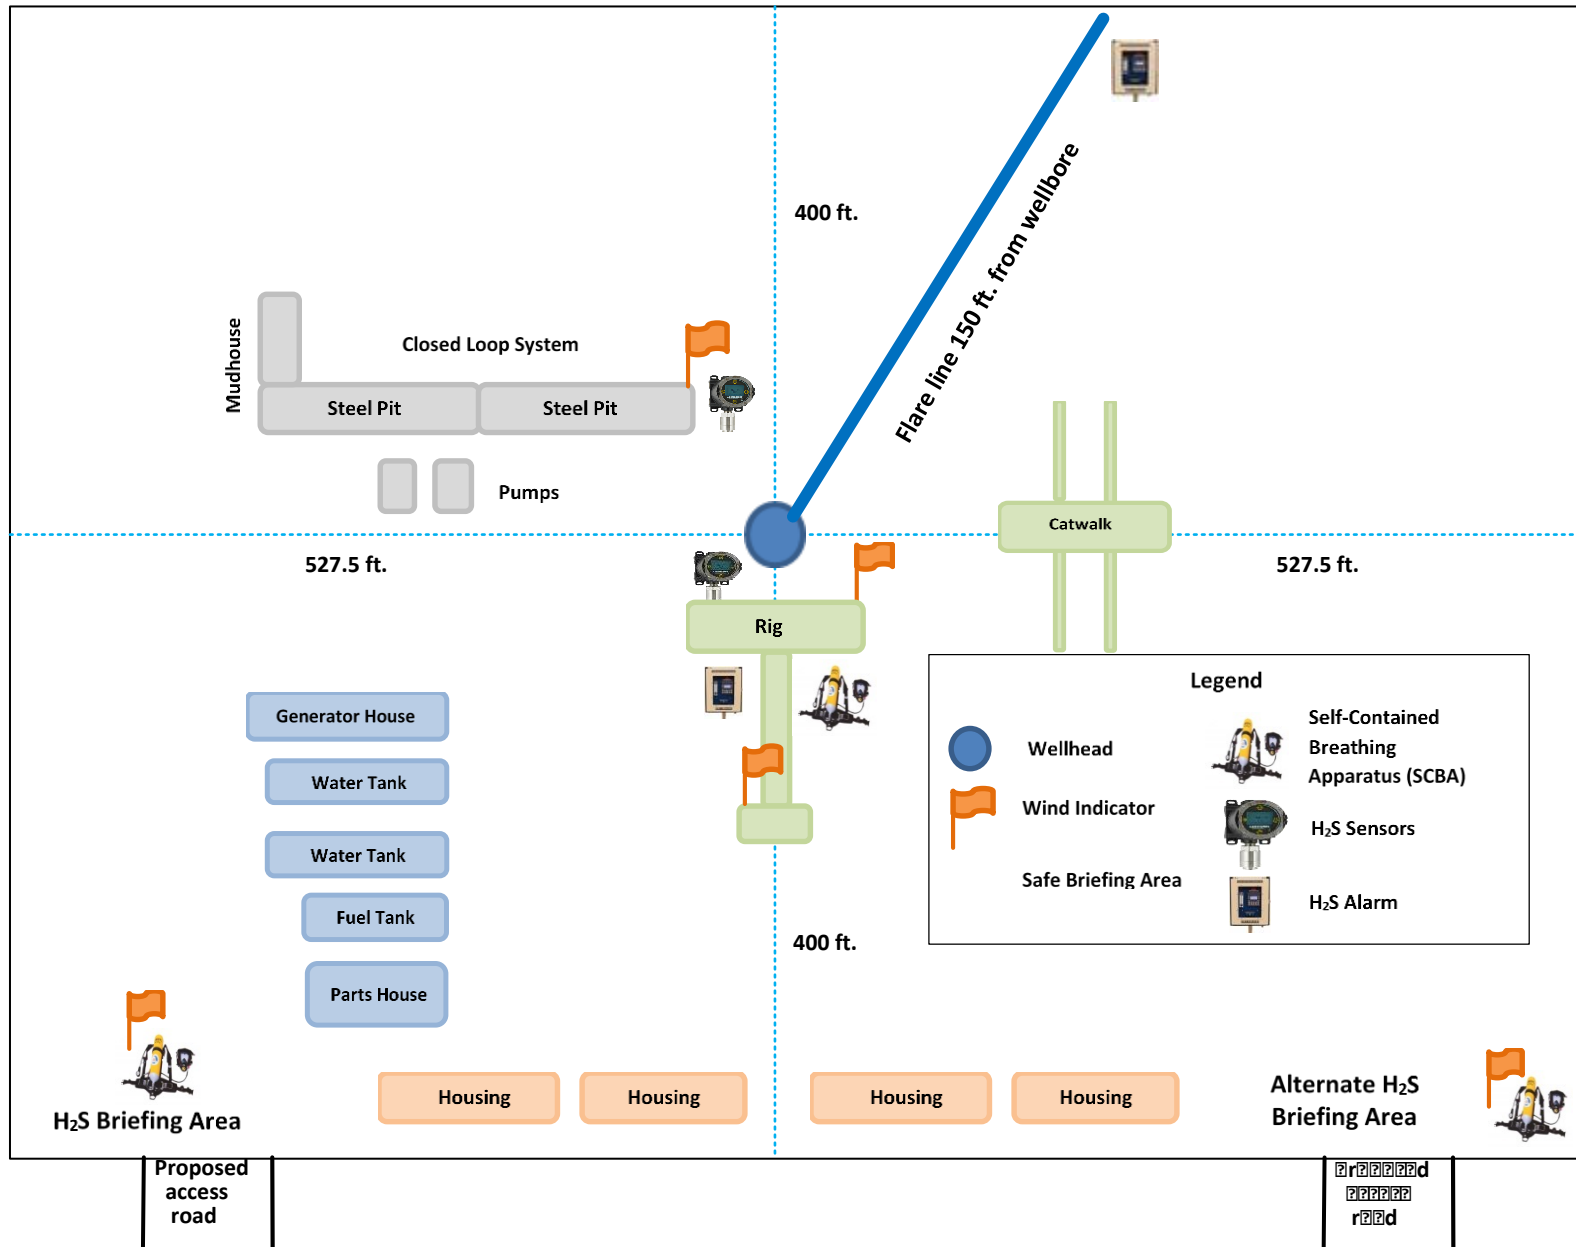 400 ft.
Flare line 150 ft. from wellbore
Mudhouse
Closed Loop System
Steel Pit
Steel Pit
Pumps
Catwalk
527.5 ft.
527.5 ft.
Rig
Generator House
Water Tank
Water Tank
Fuel Tank
Parts House
400 ft.
Legend
Wellhead
Wind Indicator
Safe Briefing Area
Self-Contained
Breathing
Apparatus (SCBA)
H₂S Sensors
H₂S Alarm
H₂S Briefing Area
Housing
Housing
Housing
Housing
Alternate H₂S
Briefing Area
Proposed
access
road